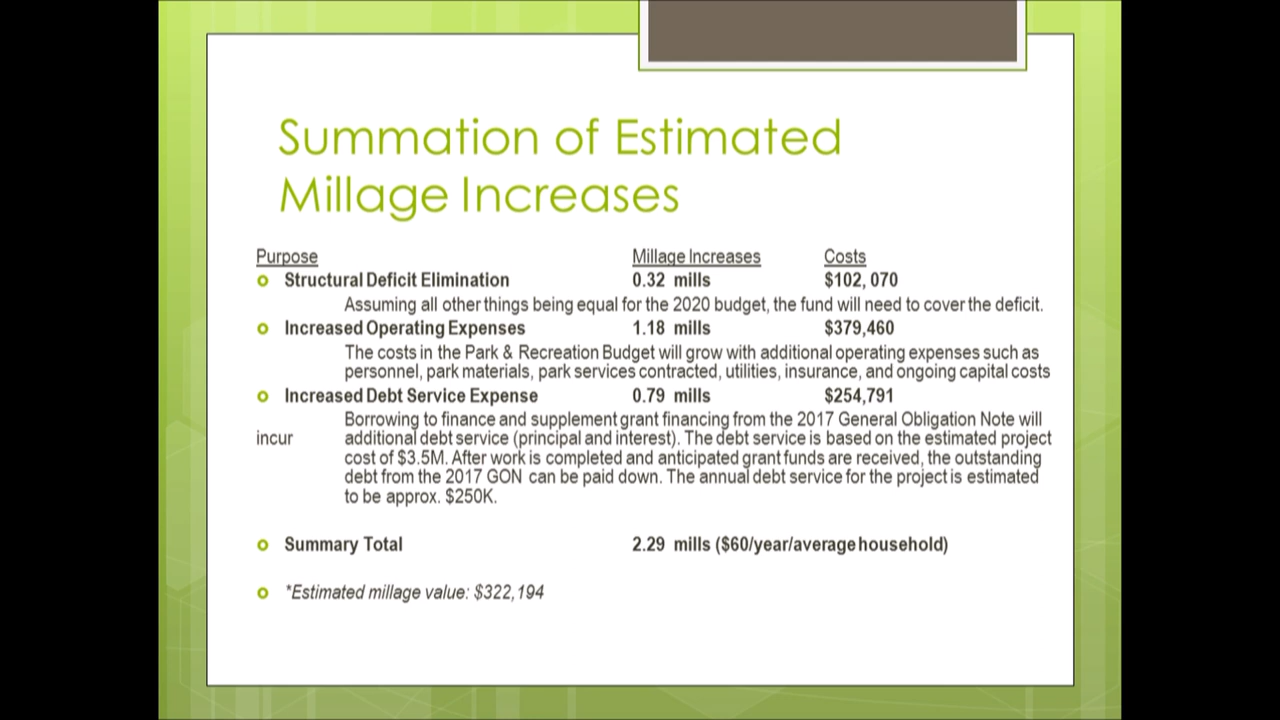 Summation of Estimated
Millage Increases
Purpose Millage Increases Costs
Structural Deficit Elimination 0.32 mills $102, 070
Assuming all other things being equal for the 2020 budget, the fund will need to cover the deficit.
Increased Operating Expenses 1.18 mills $379,460
The costs in the Park & Recreation Budget will grow with additional operating expenses such as
personnel, park materials, park services contracted, utilities, insurance, and ongoing capital costs
Increased Debt Service Expense 0.79 mills $254,791
Borrowing to finance and supplement grant financing from the 2017 General Obligation Note will
incur additional debt service (principal and interest). The debt service is based on the estimated project
cost of $3.5M. After work is completed and anticipated grant funds are received, the outstanding
debt from the 2017 GON can be paid down. The annual debt service for the project is estimated
to be approx. $250K.
Summary Total 2.29 mills ($60/year/average household)
*Estimated millage value: $322,194